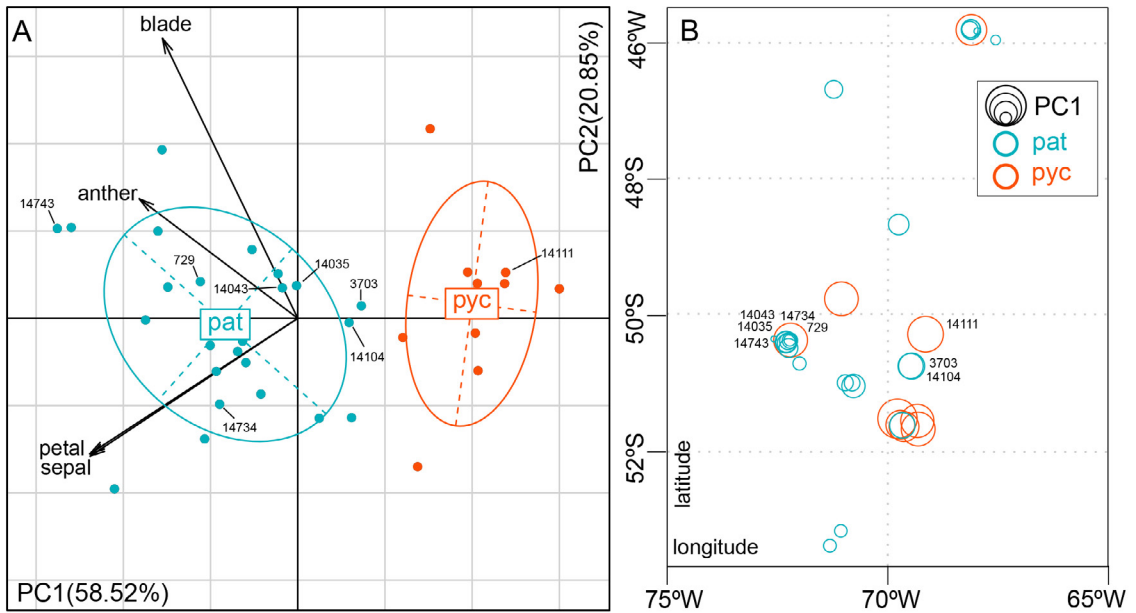 A
blade
PC2(20.85%)
anther
14743
729
14043
14035
3703
14111
pat
pyc
14104
14734
petal
sepal
PC1(58.52%)
B
46ºW
PC1
pat
pyc
48ºS
50ºS
14043 14734
14035 729
14743
14111
3703
14104
52ºS
latitude
longitude
75ºW 70ºW 65ºW